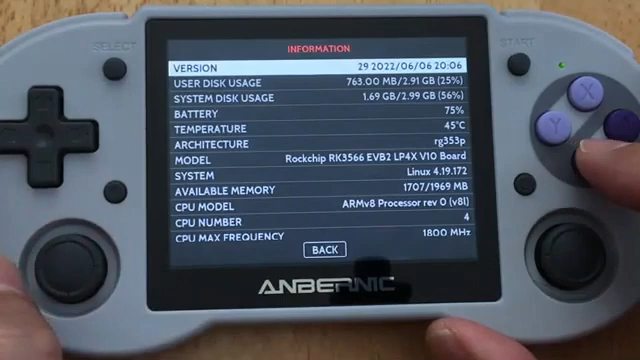 SELECT
START
INFORMATION
VERSION 29 2022/06/06 20:06
USER DISK USAGE 763.00 MB/2.91 GB (25%)
SYSTEM DISK USAGE 1.69 GB/2.99 GB (56%)
BATTERY 75%
TEMPERATURE 45°C
ARCHITECTURE rg353p
MODEL Rockchip RK3566 EVB2 LP4X V10 Board
SYSTEM Linux 4.19.172
AVAILABLE MEMORY 1707/1969 MB
CPU MODEL ARMv8 Processor rev 0 (v8l)
CPU NUMBER 4
CPU MAX FREQUENCY 1800 MHz
BACK
X
Y
ANBERNIC